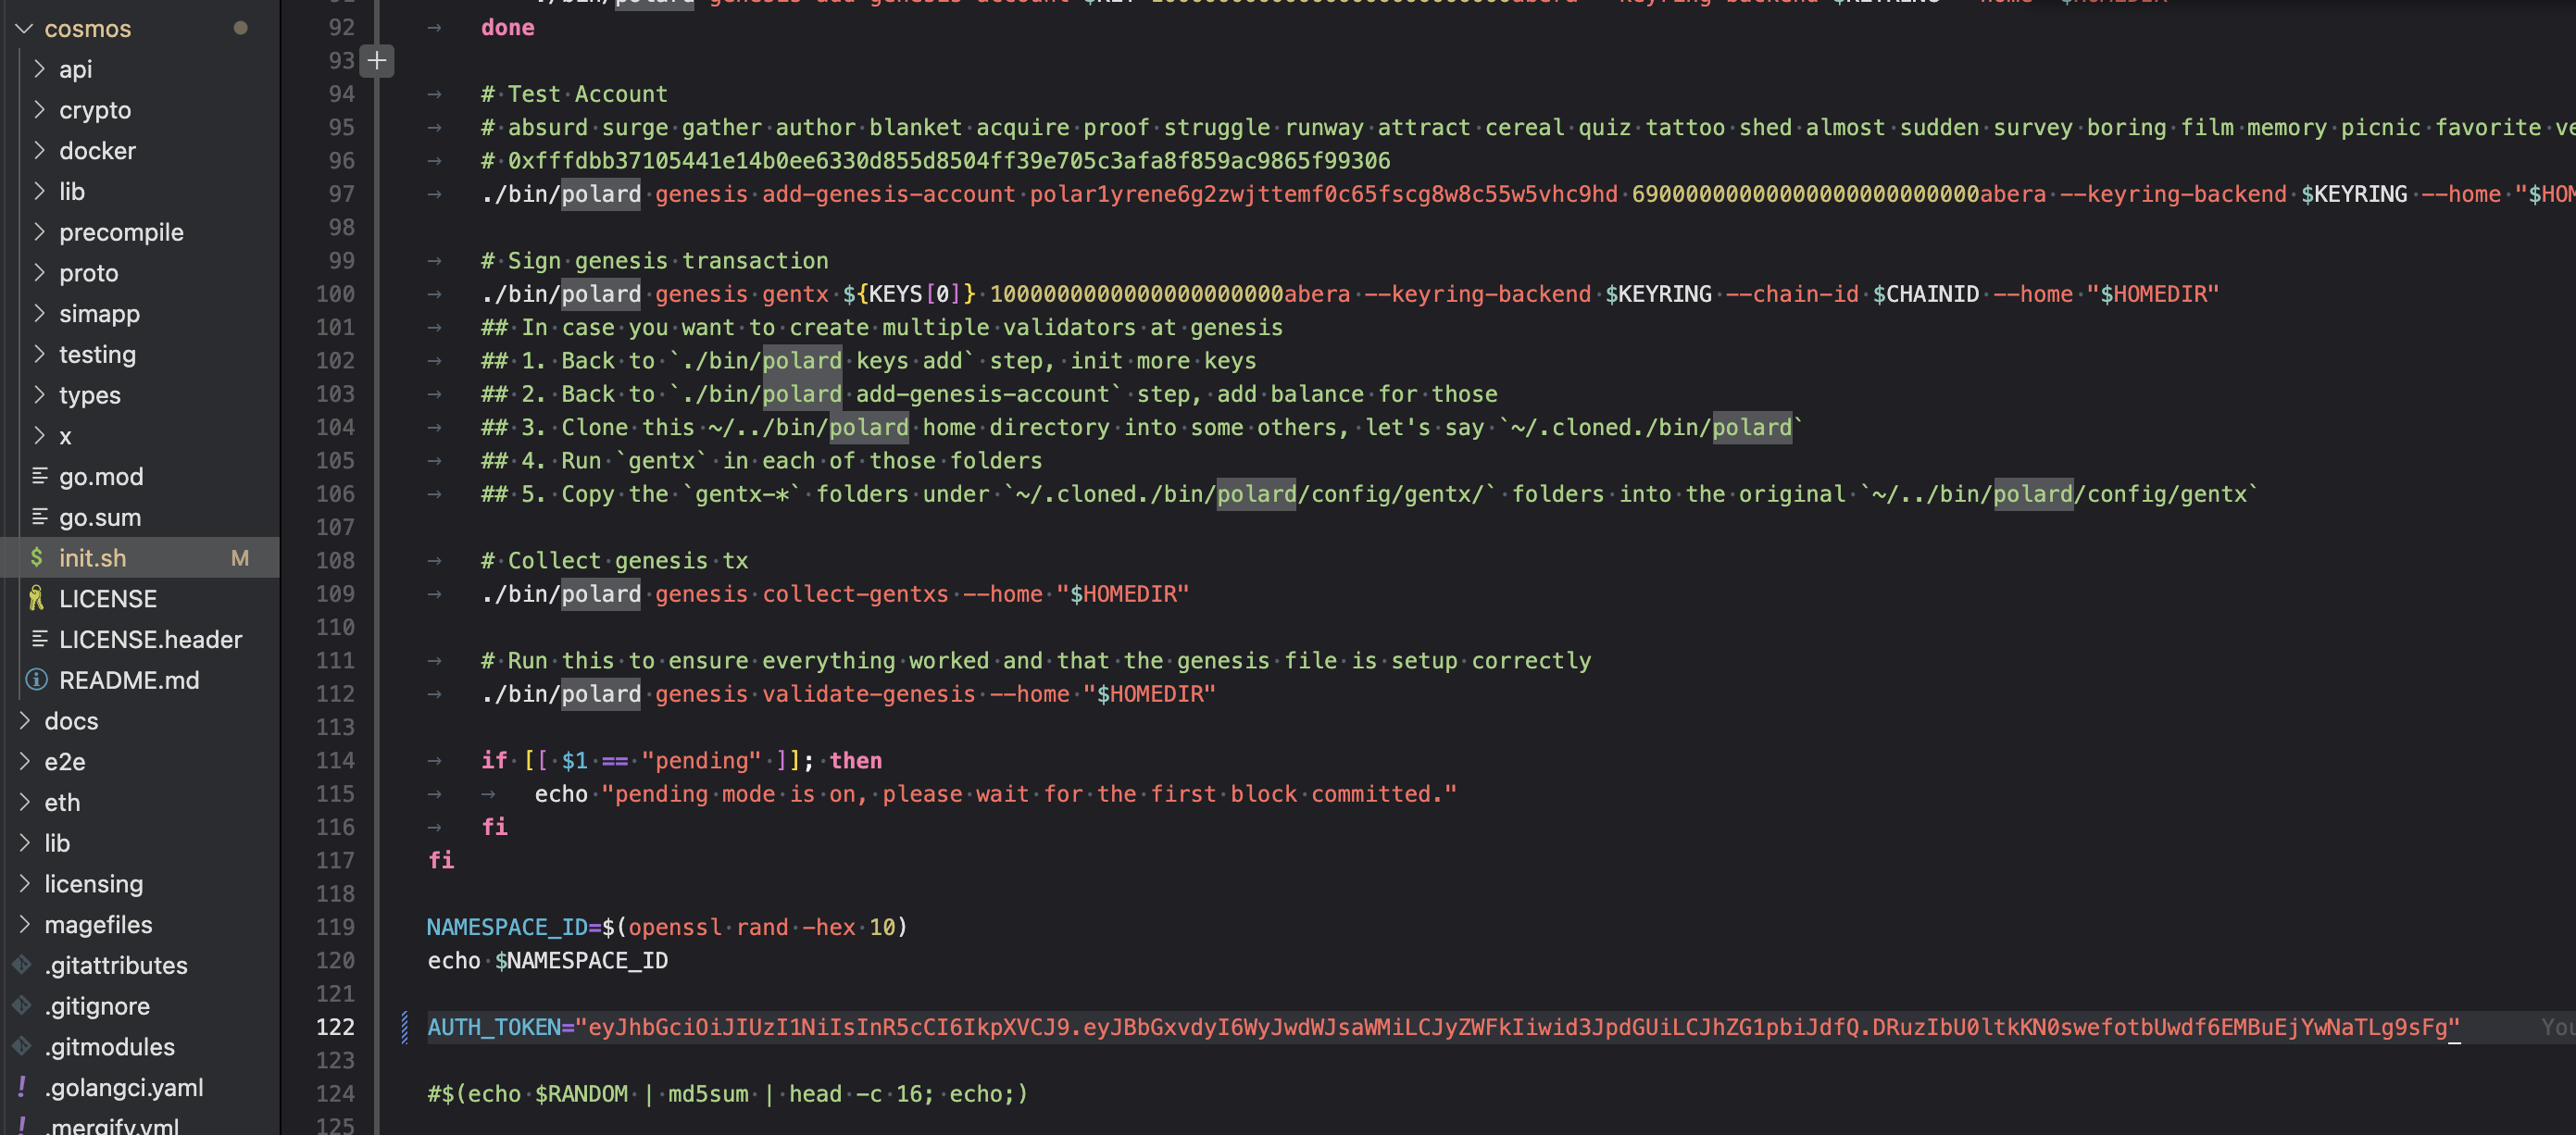 cosmos
api
crypto
docker
lib
precompile
proto
simapp
testing
types
x
go.mod
go.sum
init.sh M
LICENSE
LICENSE.header
README.md
docs
e2e
eth
lib
licensing
magefiles
.gitattributes
.gitignore
.gitmodules
.golangci.yaml
.mergify.yml
92 done
93
94 # Test Account
95 # absurd surge gather author blanket acquire proof struggle runway attract cereal quiz tattoo shed almost sudden survey boring film memory picnic favorite
96 # 0xfffdbb37105441e14b0ee6330d855d8504ff39e705c3afa8f859ac9865f99306
97 ./bin/polard genesis add-genesis-account polar1yrene6g2zwjttemf0c65fscg8w8c55w5vhc9hd 69000000000000000000000000abera --keyring-backend $KEYRING --home
98
99 # Sign genesis transaction
100 ./bin/polard genesis gentx ${KEYS[0]} 1000000000000000000000abera --keyring-backend $KEYRING --chain-id $CHAINID --home "$HOMEDIR"
101 ## In case you want to create multiple validators at genesis
102 ## 1. Back to `./bin/polard keys add` step, init more keys
103 ## 2. Back to `./bin/polard add-genesis-account` step, add balance for those
104 ## 3. Clone this ~/../bin/polard home directory into some others, let's say `~/.cloned./bin/polard`
105 ## 4. Run `gentx` in each of those folders
106 ## 5. Copy the `gentx-*` folders under `~/.cloned./bin/polard/config/gentx/` folders into the original `~/../bin/polard/config/gentx`
107
108 # Collect genesis tx
109 ./bin/polard genesis collect-gentxs --home "$HOMEDIR"
110
111 # Run this to ensure everything worked and that the genesis file is setup correctly
112 ./bin/polard genesis validate-genesis --home "$HOMEDIR"
113
114 if [[ $1 == "pending" ]]; then
115 echo "pending mode is on, please wait for the first block committed."
116 fi
117 fi
118
119 NAMESPACE_ID=$(openssl rand -hex 10)
120 echo $NAMESPACE_ID
121
122 AUTH_TOKEN="eyJhbGciOiJIUzI1NiIsInR5cCI6IkpXVCJ9.eyJBbGxvdyI6WyJwdWJsaWMiLCJyZWFkIiwid3JpdGUiLCJhZG1pbiJdfQ.DRuzIbU0ltkKN0swefotbUwdf6EMBuEjYwNaTLg9sFg"
123
124 #$(echo $RANDOM | md5sum | head -c 16; echo;)
125